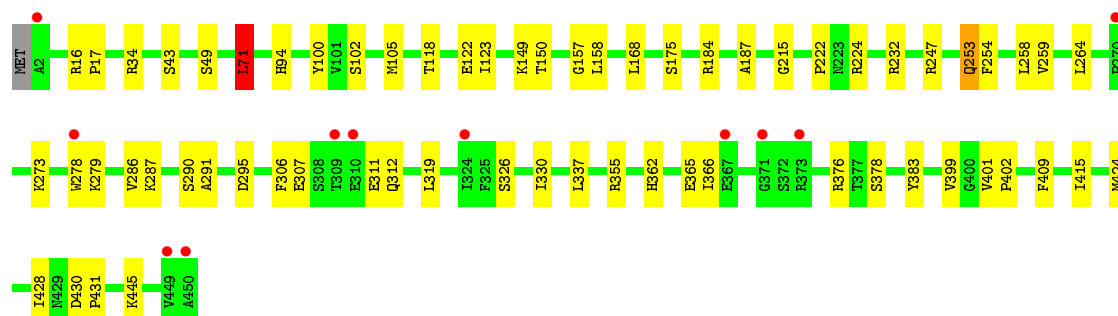 MET A2 R16 P17 R34 S43 S49 L71 H94 Y100 V101 S102 M105 T118 E122 I123 K149 T150 G157 L158 L168 S175 R184 A187 G215 P222 N223 R224 R232 R247 Q253 F254 L258 V259 L264
K273 W278 K279 V286 K287 S290 A291 D295 F306 E307 S308 T309 E310 E311 Q312 L319 I324 F325 S326 I330 L337 R355 H362 E365 I366 E367 G371 S372 R373 R376 T377 S378 Y383 V399 G400 V401 P402 F409 I415
I428 N429 D430 P431 K445 V449 A450